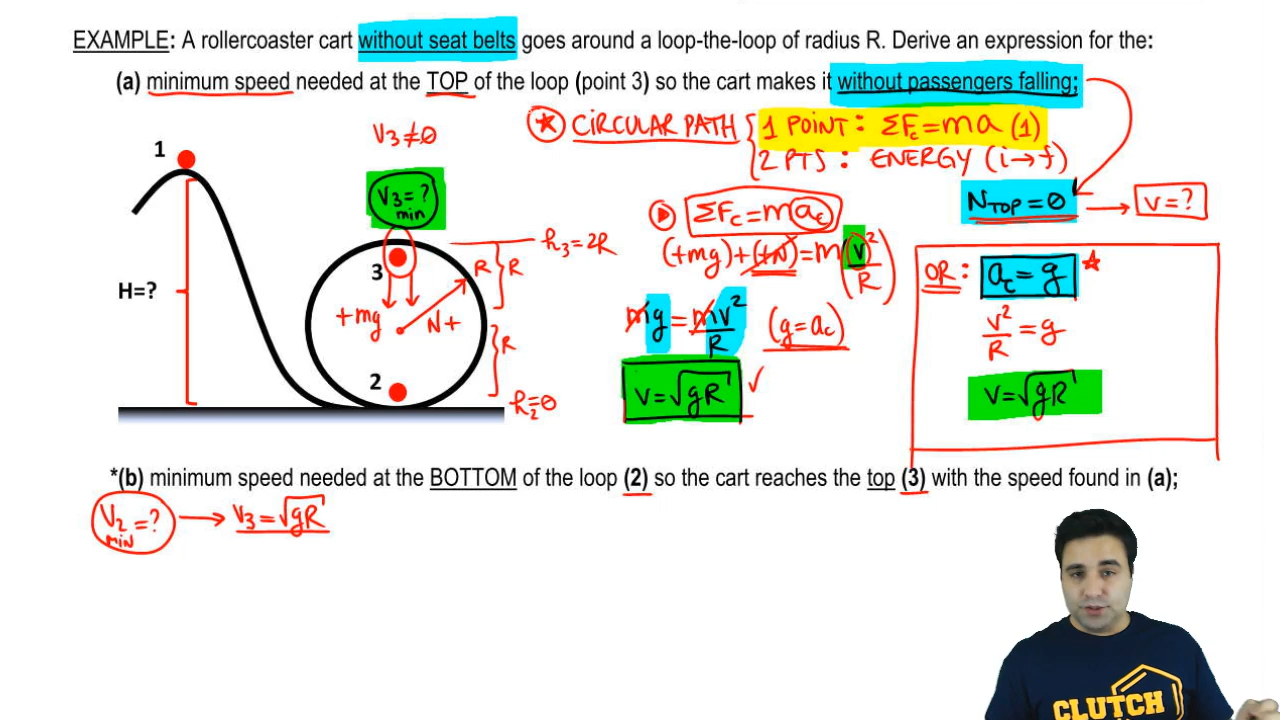 EXAMPLE: A rollercoaster cart without seat belts goes around a loop-the-loop of radius R. Derive an expression for the:
(a) minimum speed needed at the TOP of the loop (point 3) so the cart makes it without passengers falling;
* CIRCULAR PATH
1 POINT: ΣFc=ma (1)
2 PTS: ENERGY (i→f)
V3≠0
1
V3=?
min
NTOP=0 → V=?
ΣFc=mac
h3=2R
(+mg)+(+N)=m(v²/R)
3
R
R
OR: ac=g *
H=?
+mg
N+
mg=mv²/R (g=ac)
v²/R=g
R
2
V=√gR ✓
V=√gR
h2=0
*(b) minimum speed needed at the BOTTOM of the loop (2) so the cart reaches the top (3) with the speed found in (a);
V2=? → V3=√gR
min
CLUTCH